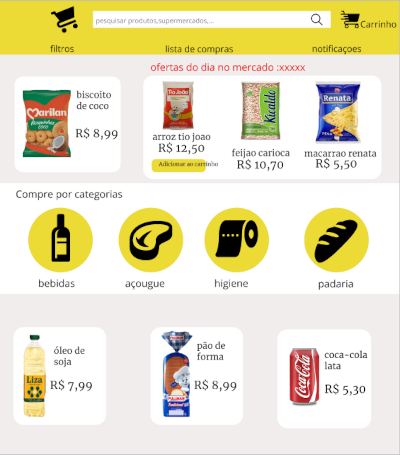 pesquisar produtos,supermercados,...
Carrinho
filtros
lista de compras
notificaçoes
ofertas do dia no mercado :xxxxx
biscoito
de coco
R$ 8,99
Marilan
Tio João
arroz tio joao
R$ 12,50
Adicionar ao carrinho
Kicaldo
feijao carioca
R$ 10,70
Renata
macarrao renata
R$ 5,50
Compre por categorias
bebidas
açougue
higiene
padaria
Liza
óleo de
soja
R$ 7,99
PULLMAN
pão de
forma
R$ 8,99
Coca-Cola
coca-cola
lata
R$ 5,30